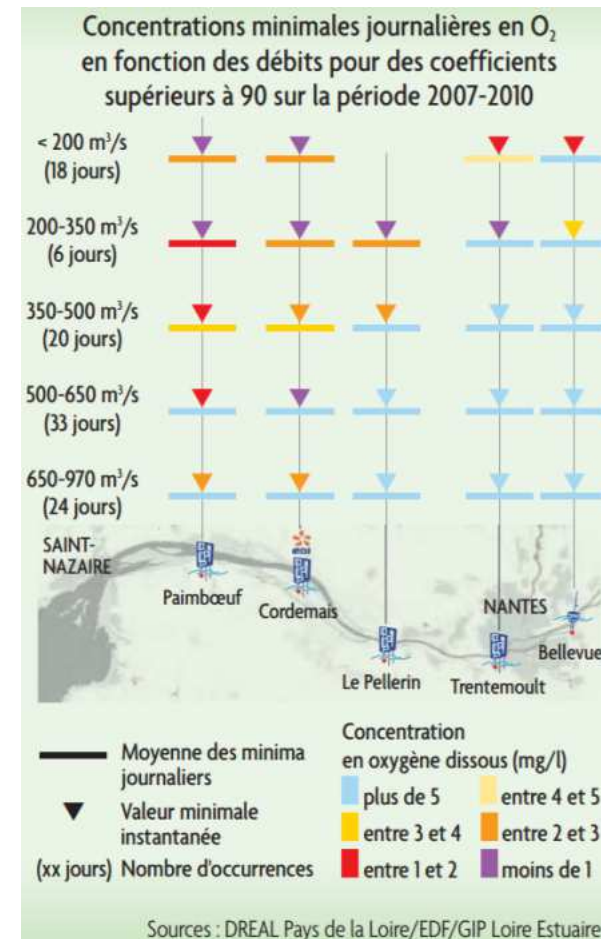 Concentrations minimales journalières en O₂
en fonction des débits pour des coefficients
supérieurs à 90 sur la période 2007-2010
< 200 m³/s
(18 jours)
200-350 m³/s
(6 jours)
350-500 m³/s
(20 jours)
500-650 m³/s
(33 jours)
650-970 m³/s
(24 jours)
SAINT-
NAZAIRE
Paimbœuf
Cordemais
Le Pellerin
NANTES
Trentemoult
Bellevue
Moyenne des minima
journaliers
Valeur minimale
instantanée
(xx jours) Nombre d'occurrences
Concentration
en oxygène dissous (mg/l)
plus de 5
entre 4 et 5
entre 3 et 4
entre 2 et 3
entre 1 et 2
moins de 1
Sources : DREAL Pays de la Loire/EDF/GIP Loire Estuaire